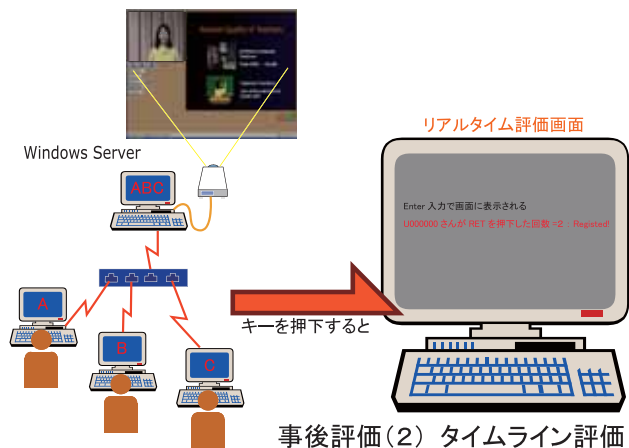 Windows Server
ABC
A
B
C
キーを押下すると
リアルタイム評価画面
Enter 入力で画面に表示される
U000000 さんが RET を押下した回数 =2 : Registed!
事後評価(2) タイムライン評価